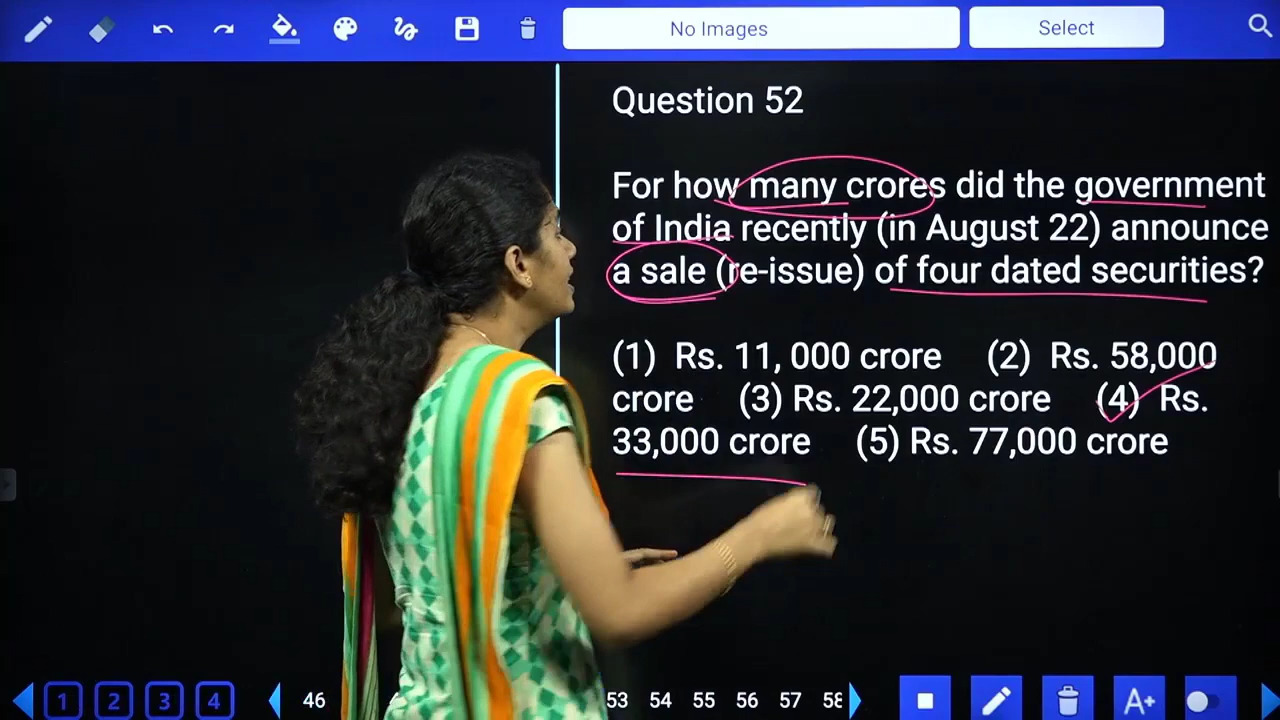 No Images
Select
Question 52
For how many crores did the government
of India recently (in August 22) announce
a sale (re-issue) of four dated securities?
(1) Rs. 11, 000 crore (2) Rs. 58,000
crore (3) Rs. 22,000 crore (4) Rs.
33,000 crore (5) Rs. 77,000 crore
1 2 3 4 46 53 54 55 56 57 58 A+